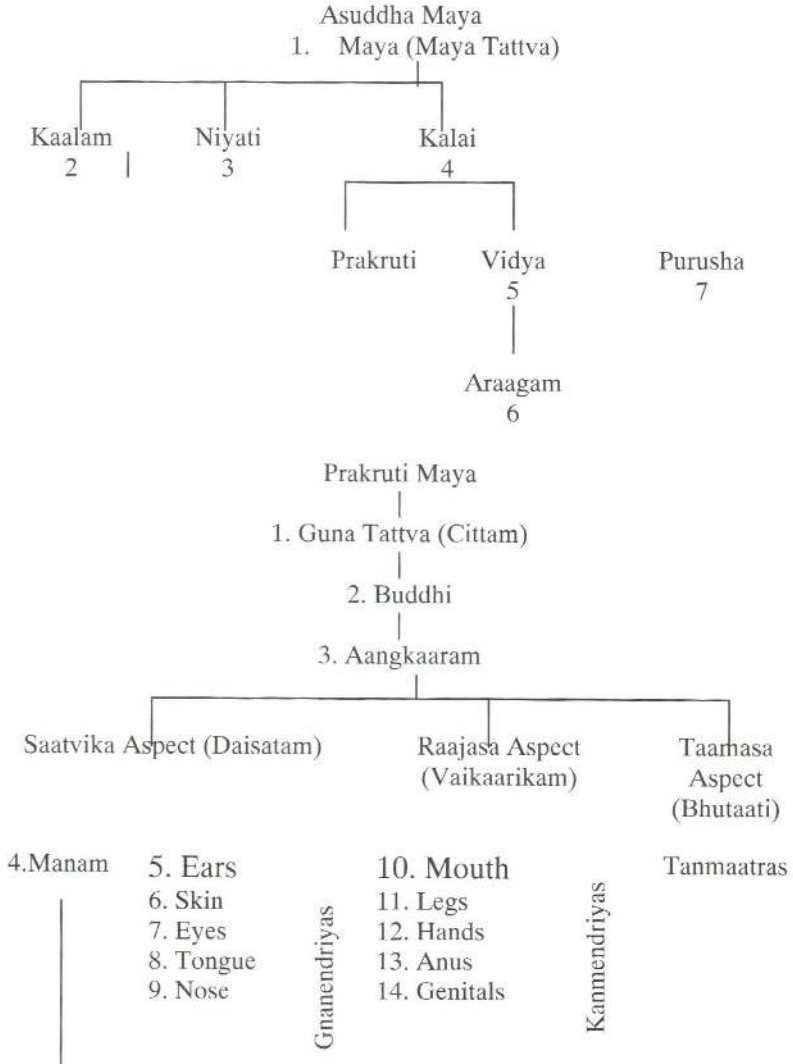 Asuddha Maya
1. Maya (Maya Tattva)
Kaalam Niyati Kalai
2 3 4
Prakruti Vidya Purusha
5 7
Araagam
6
Prakruti Maya
1. Guna Tattva (Cittam)
2. Buddhi
3. Aangkaaram
Saatvika Aspect (Daisatam) Raajasa Aspect Taamasa
(Vaikaarikam) Aspect
(Bhutaati)
4.Manam 5. Ears 10. Mouth Tanmaatras
6. Skin 11. Legs
7. Eyes 12. Hands
8. Tongue 13. Anus
9. Nose 14. Genitals
Gnanendriyas
Kanmendriyas